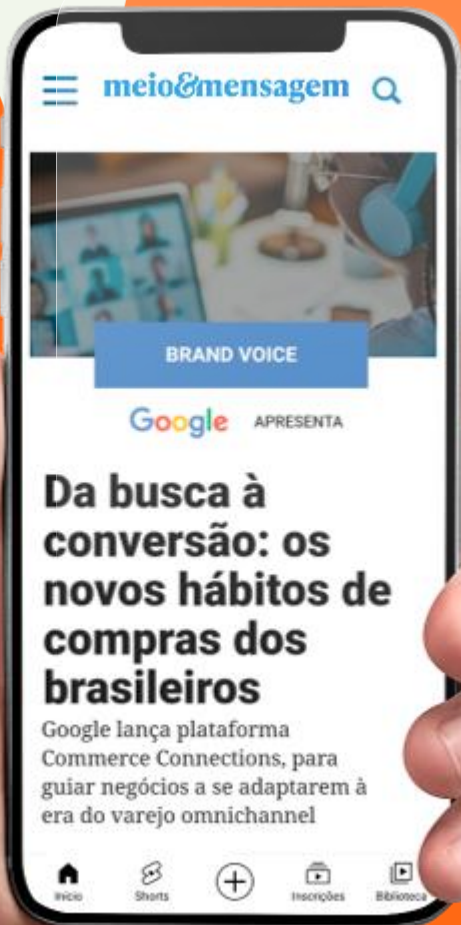 meio&mensagem
BRAND VOICE
Google APRESENTA
Da busca à
conversão: os
novos hábitos de
compras dos
brasileiros
Google lança plataforma
Commerce Connections, para
guiar negócios a se adaptarem à
era do varejo omnichannel
Início Shorts Inscrições Biblioteca